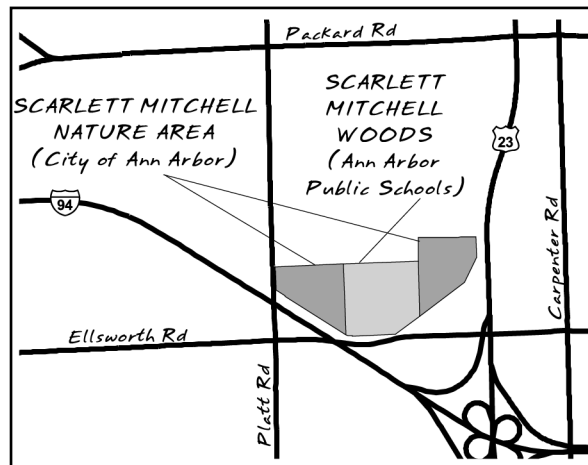 Packard Rd
SCARLETT MITCHELL
NATURE AREA
(City of Ann Arbor)
SCARLETT
MITCHELL
WOODS
(Ann Arbor
Public Schools)
23
94
Carpenter Rd
Ellsworth Rd
Platt Rd